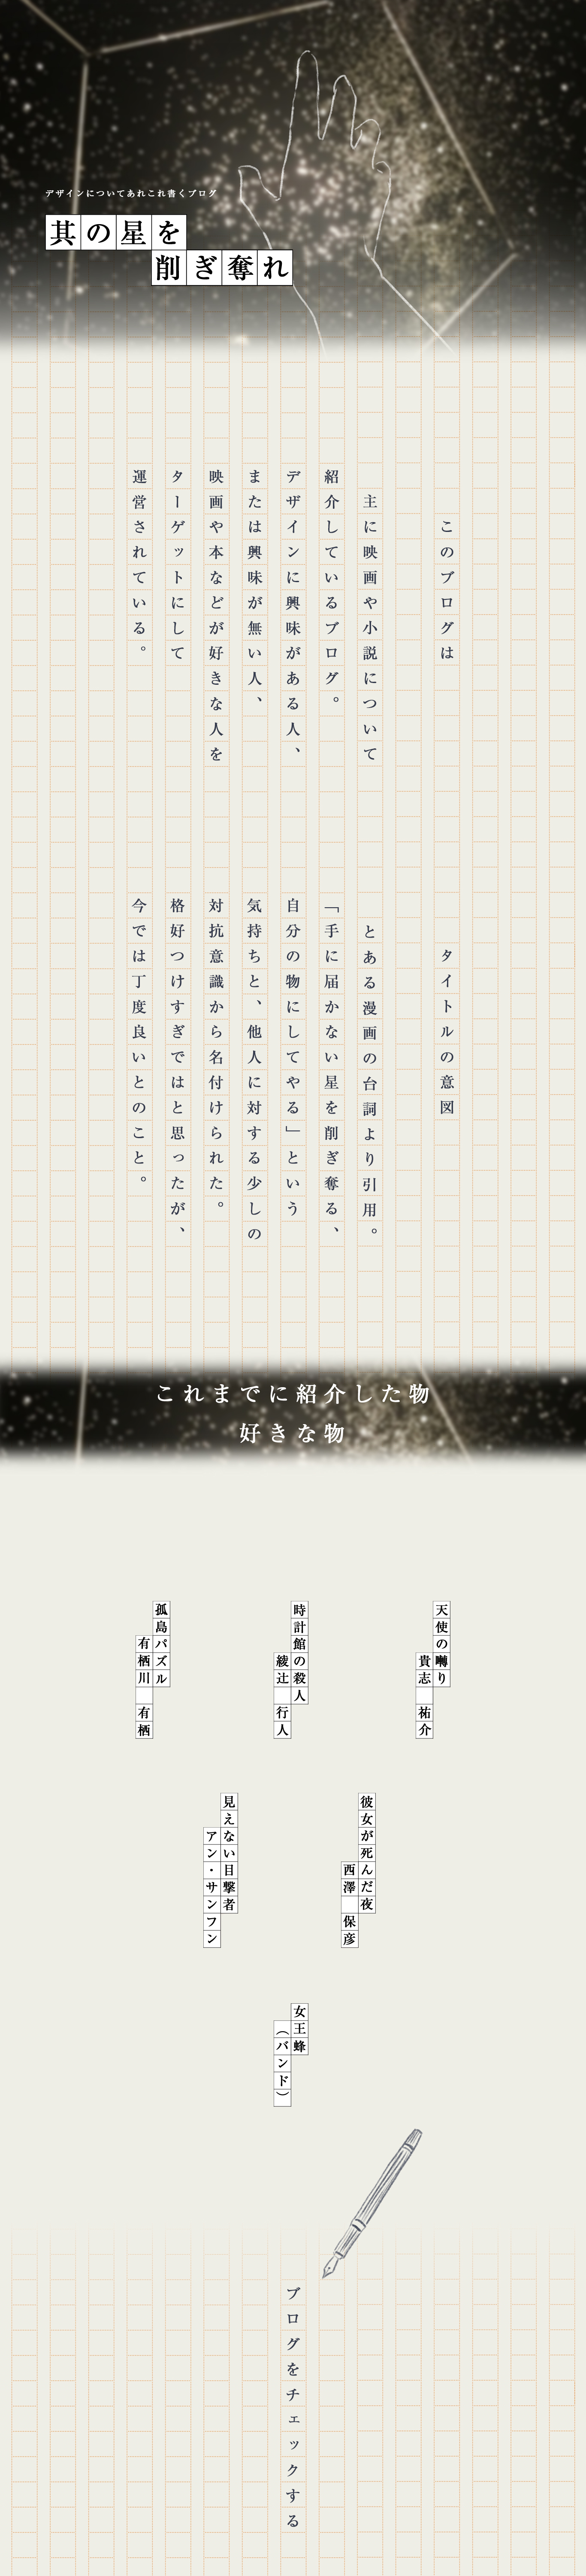 デザインについてあれこれ書くブログ
其の星を
削ぎ奪れ
このブログは
主に映画や小説について
紹介しているブログ。
デザインに興味がある人、
または興味が無い人、
映画や本などが好きな人を
ターゲットにして
運営されている。
タイトルの意図
とある漫画の台詞より引用。
「手に届かない星を削ぎ奪る、
自分の物にしてやる」という
気持ちと、他人に対する少しの
対抗意識から名付けられた。
格好つけすぎではと思ったが、
今では丁度良いとのこと。
これまでに紹介した物
好きな物
天使の囀り
貴志 祐介
時計館の殺人
綾辻 行人
孤島パズル
有栖川 有栖
彼女が死んだ夜
西澤 保彦
見えない目撃者
アン・サンフン
女王蜂
(バンド)
ブログをチェックする